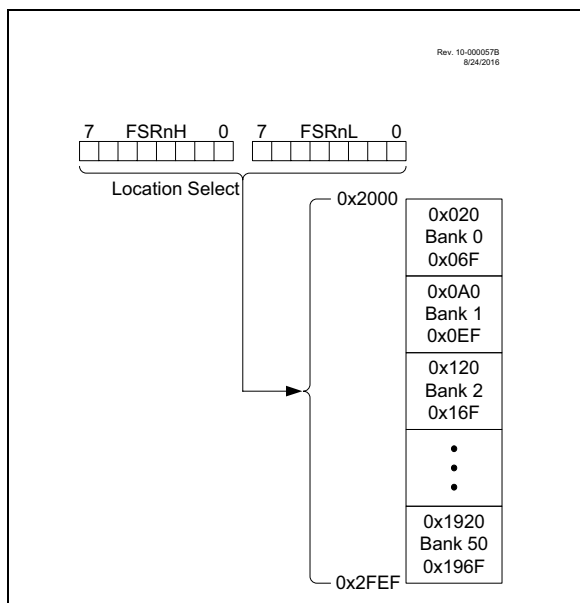 Rev. 10-000057B
8/24/2016
7 FSRnH 0 7 FSRnL 0
Location Select
0x2000
0x020
Bank 0
0x06F
0x0A0
Bank 1
0x0EF
0x120
Bank 2
0x16F
0x1920
Bank 50
0x196F
0x2FEF